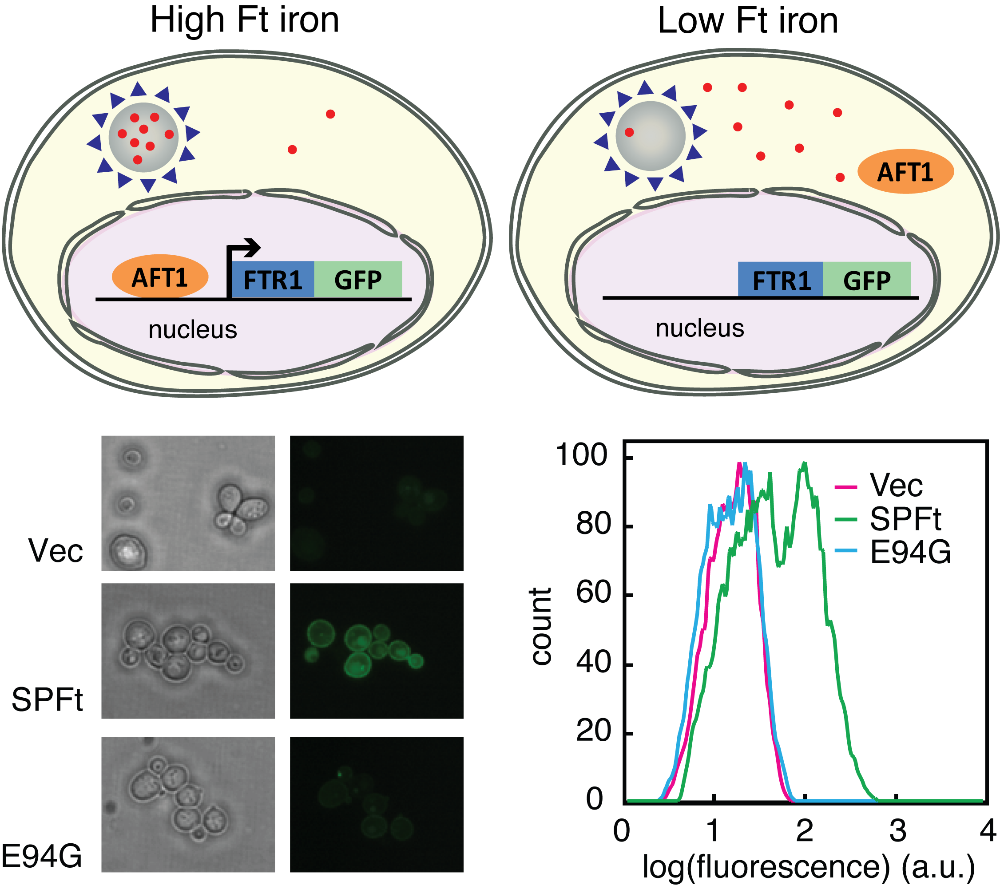 High Ft iron
Low Ft iron
AFT1
AFT1 FTR1 GFP
nucleus
FTR1 GFP
nucleus
Vec
SPFt
E94G
100
80
60
40
20
0
count
Vec
SPFt
E94G
0 1 2 3 4
log(fluorescence) (a.u.)